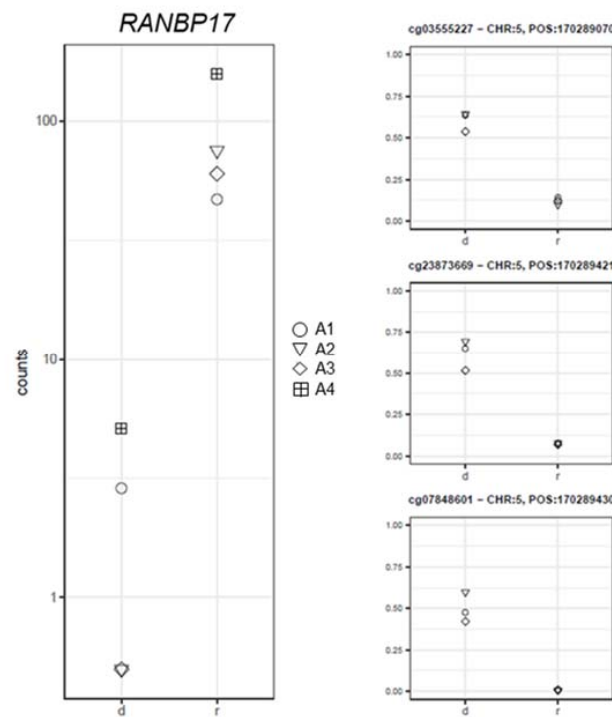 RANBP17
counts
100
10
1
d r
A1
A2
A3
A4
cg03555227 – CHR:5, POS:170289070
1.00
0.75
0.50
0.25
0.00
d r
cg23873669 – CHR:5, POS:170289421
1.00
0.75
0.50
0.25
0.00
d r
cg07848601 – CHR:5, POS:170289430
1.00
0.75
0.50
0.25
0.00
d r